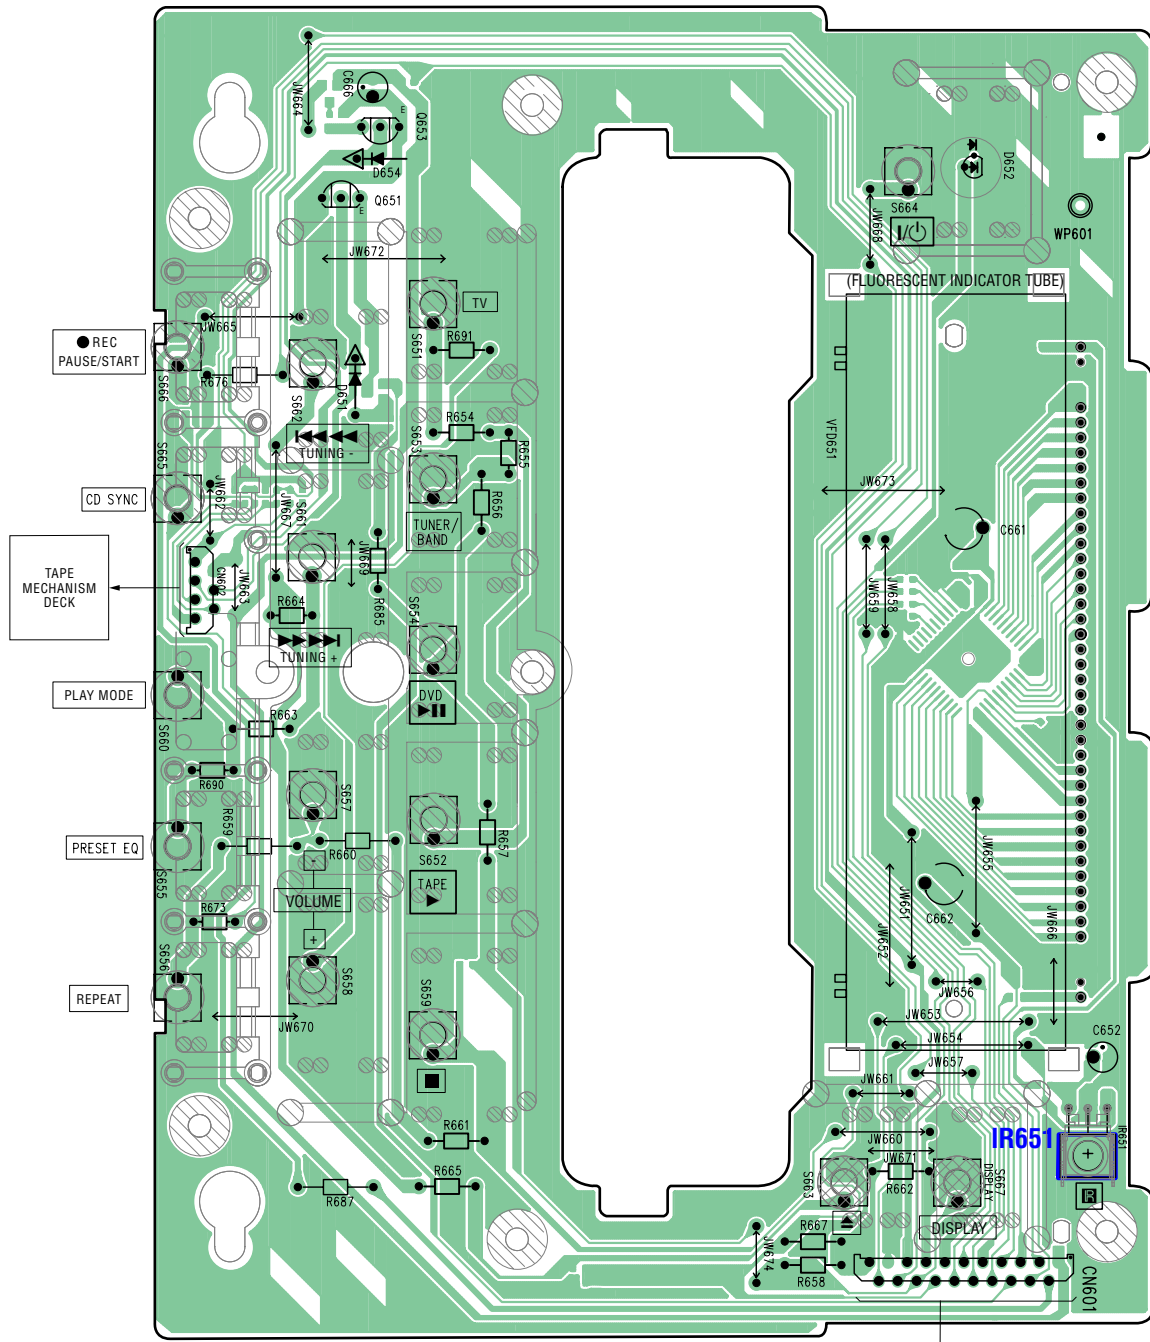 JW664
C666
E
Q653
D654
Q651
E
JW672
TV
S651
R691
JW665
● REC
PAUSE/START
S666
R676
S662
D651
TUNING -
S665
CD SYNC
JW662
JW667
S661
S653
R654
R655
R656
TUNER/
BAND
TAPE
MECHANISM
DECK
CN602
JW663
JW669
R685
R664
TUNING +
S654
DVD
PLAY MODE
S660
R663
R690
R659
S657
R660
R657
S652
TAPE
PRESET EQ
S655
-
VOLUME
+
R673
S656
REPEAT
S658
JW670
S659
R661
R665
R687
D652
S664
I/
JW668
WP601
(FLUORESCENT INDICATOR TUBE)
VFD651
JW673
C661
JW659
JW658
JW655
JW651
JW652
C662
JW666
JW656
JW653
JW654
JW657
JW661
C652
IR651
IR651
JW660
JW671
R662
S663
S667
DISPLAY
R
DISPLAY
R667
R658
JW674
CN601